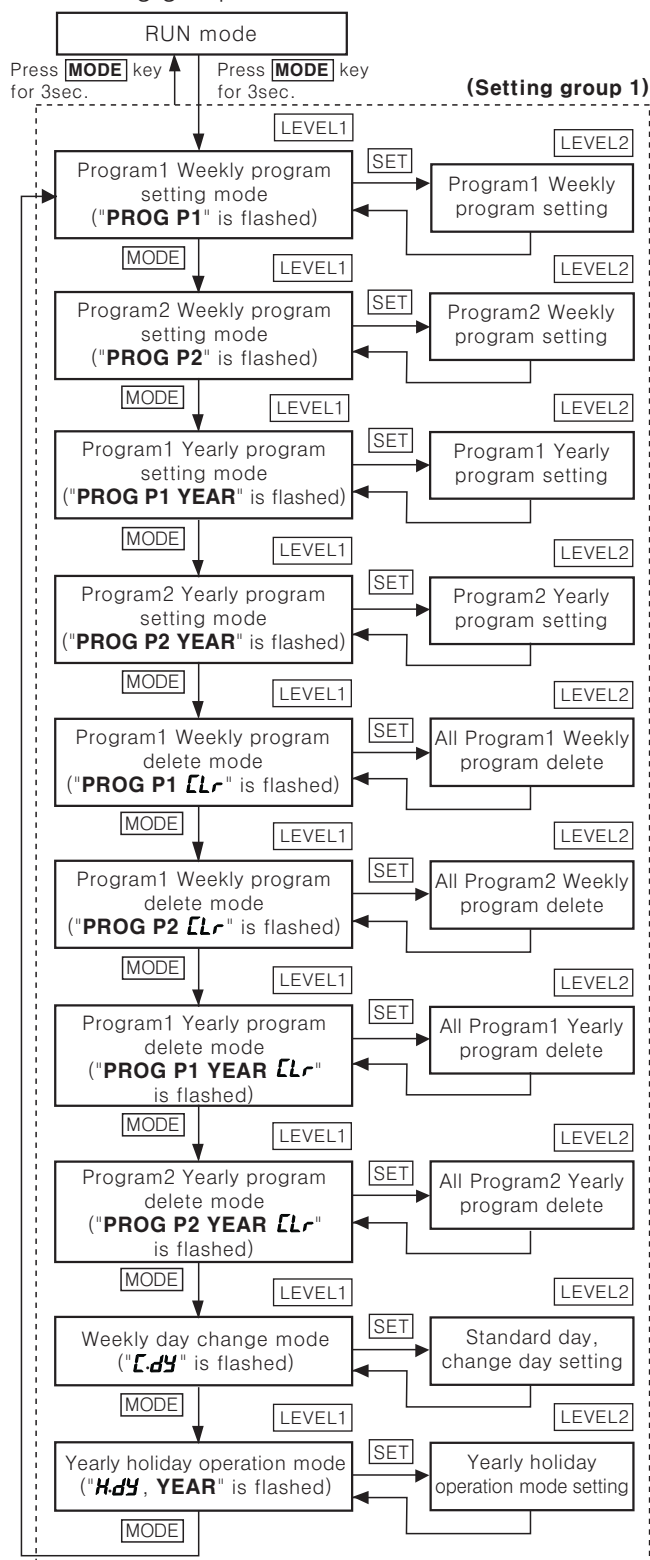 RUN mode
Press MODE key for 3sec.
Press MODE key for 3sec.
(Setting group 1)
LEVEL1
Program1 Weekly program
setting mode
("PROG P1" is flashed)
SET
LEVEL2
Program1 Weekly
program setting
MODE
LEVEL1
Program2 Weekly program
setting mode
("PROG P2" is flashed)
SET
LEVEL2
Program2 Weekly
program setting
MODE
LEVEL1
Program1 Yearly program
setting mode
("PROG P1 YEAR" is flashed)
SET
LEVEL2
Program1 Yearly
program setting
MODE
LEVEL1
Program2 Yearly program
setting mode
("PROG P2 YEAR" is flashed)
SET
LEVEL2
Program2 Yearly
program setting
MODE
LEVEL1
Program1 Weekly program
delete mode
("PROG P1 CLr" is flashed)
SET
LEVEL2
All Program1 Weekly
program delete
MODE
LEVEL1
Program1 Weekly program
delete mode
("PROG P2 CLr" is flashed)
SET
LEVEL2
All Program2 Weekly
program delete
MODE
LEVEL1
Program1 Yearly program
delete mode
("PROG P1 YEAR CLr"
is flashed)
SET
LEVEL2
All Program1 Yearly
program delete
MODE
LEVEL1
Program2 Yearly program
delete mode
("PROG P2 YEAR CLr"
is flashed)
SET
LEVEL2
All Program2 Yearly
program delete
MODE
LEVEL1
Weekly day change mode
("C.dY" is flashed)
SET
LEVEL2
Standard day,
change day setting
MODE
LEVEL1
Yearly holiday operation mode
("H.dY, YEAR" is flashed)
SET
LEVEL2
Yearly holiday
operation mode setting
MODE